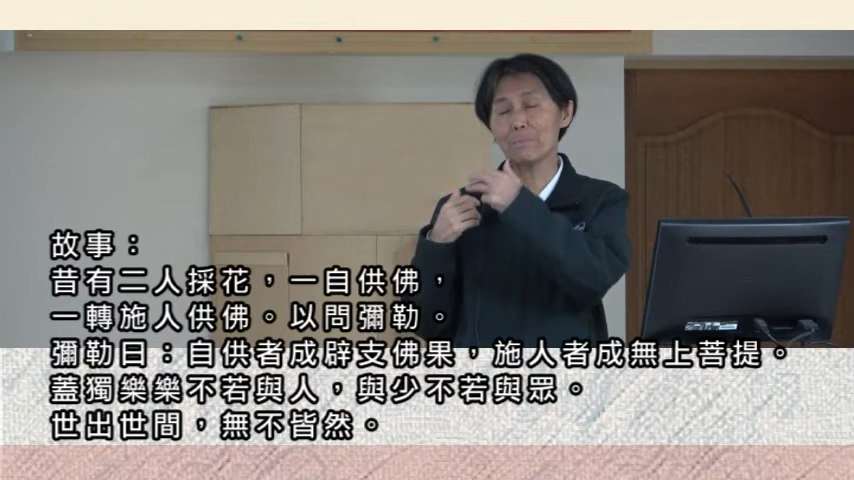 故事：
昔有二人採花，一自供佛，
一轉施人供佛。以問彌勒。
彌勒曰：自供者成辟支佛果，施人者成無上菩提。
蓋獨樂樂不若與人，與少不若與眾。
世出世間，無不皆然。